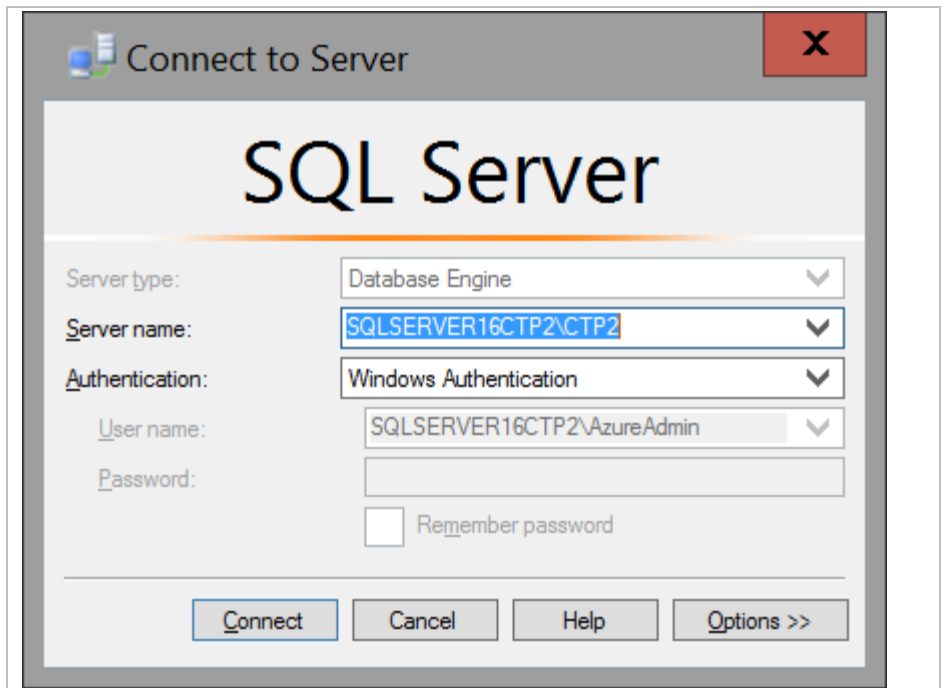 Connect to Server
x
SQL Server
Server type: Database Engine
Server name: SQLSERVER16CTP2\CTP2
Authentication: Windows Authentication
User name: SQLSERVER16CTP2\AzureAdmin
Password:
Remember password
Connect Cancel Help Options >>